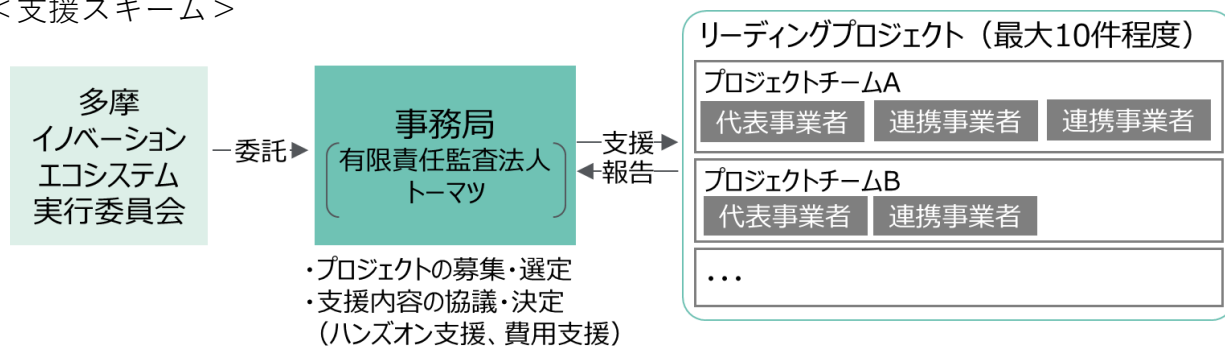 <支援スキーム>
多摩
イノベーション
エコシステム
実行委員会
委託
事務局
有限責任監査法人
トーマツ
・プロジェクトの募集・選定
・支援内容の協議・決定
(ハンズオン支援、費用支援)
支援
報告
リーディングプロジェクト(最大10件程度)
プロジェクトチームA
代表事業者 連携事業者 連携事業者
プロジェクトチームB
代表事業者 連携事業者
・・・